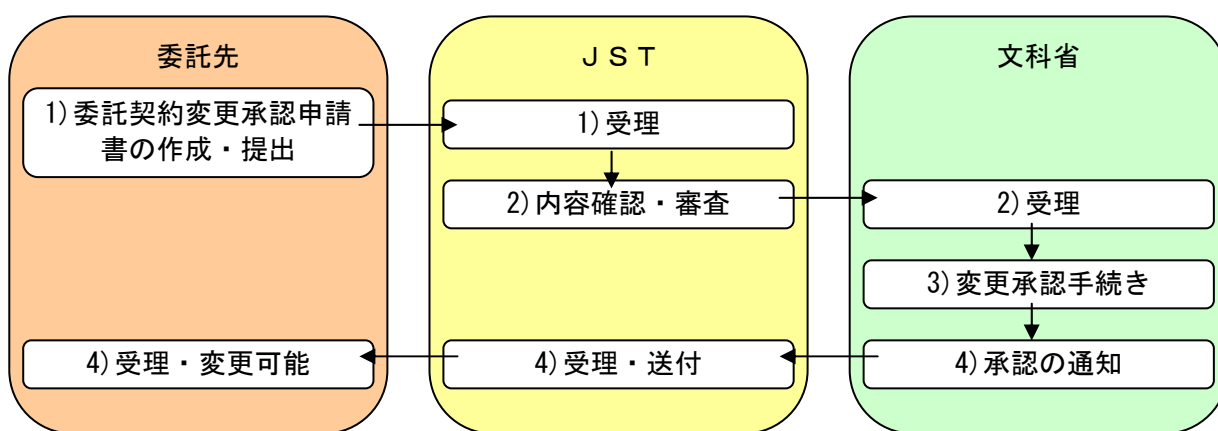 委託先
JST
文科省
1)委託契約変更承認申請
書の作成・提出
1)受理
2)内容確認・審査
2)受理
3)変更承認手続き
4)受理・変更可能
4)受理・送付
4)承認の通知